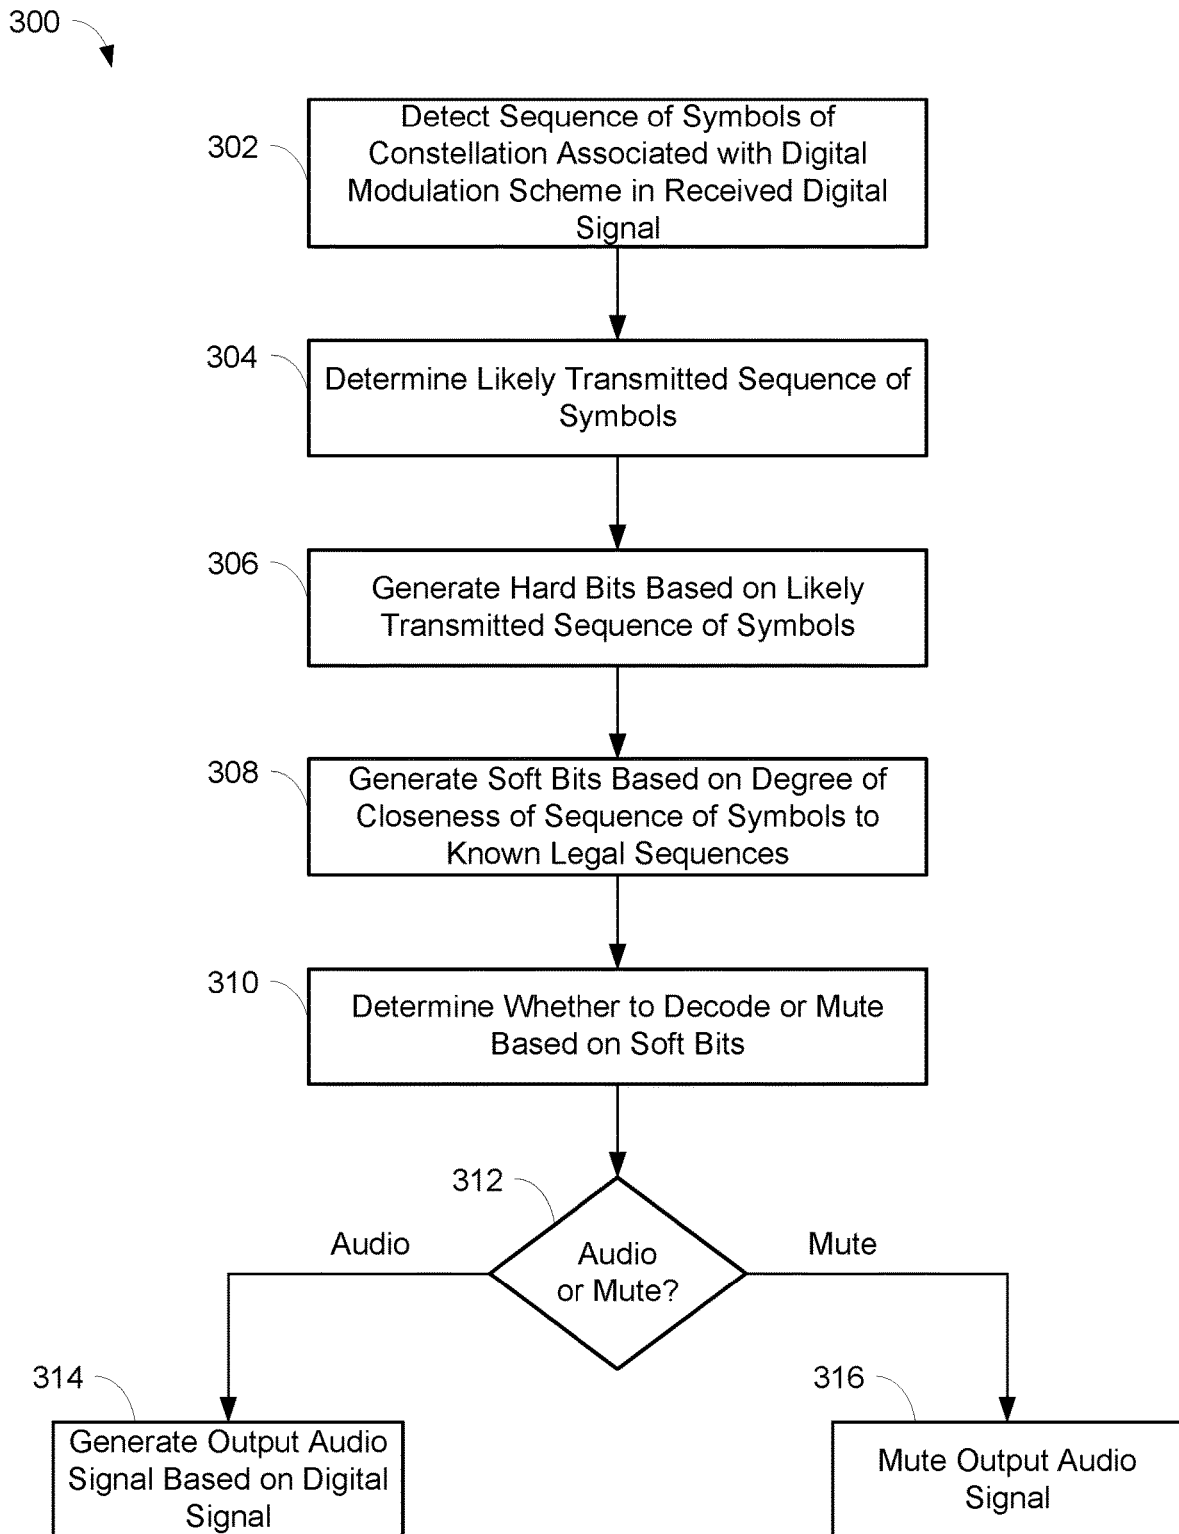 300
302
Detect Sequence of Symbols of
Constellation Associated with Digital
Modulation Scheme in Received Digital
Signal
304
Determine Likely Transmitted Sequence of
Symbols
306
Generate Hard Bits Based on Likely
Transmitted Sequence of Symbols
308
Generate Soft Bits Based on Degree of
Closeness of Sequence of Symbols to
Known Legal Sequences
310
Determine Whether to Decode or Mute
Based on Soft Bits
312
Audio
or Mute?
Audio
Mute
314
Generate Output Audio
Signal Based on Digital
Signal
316
Mute Output Audio
Signal